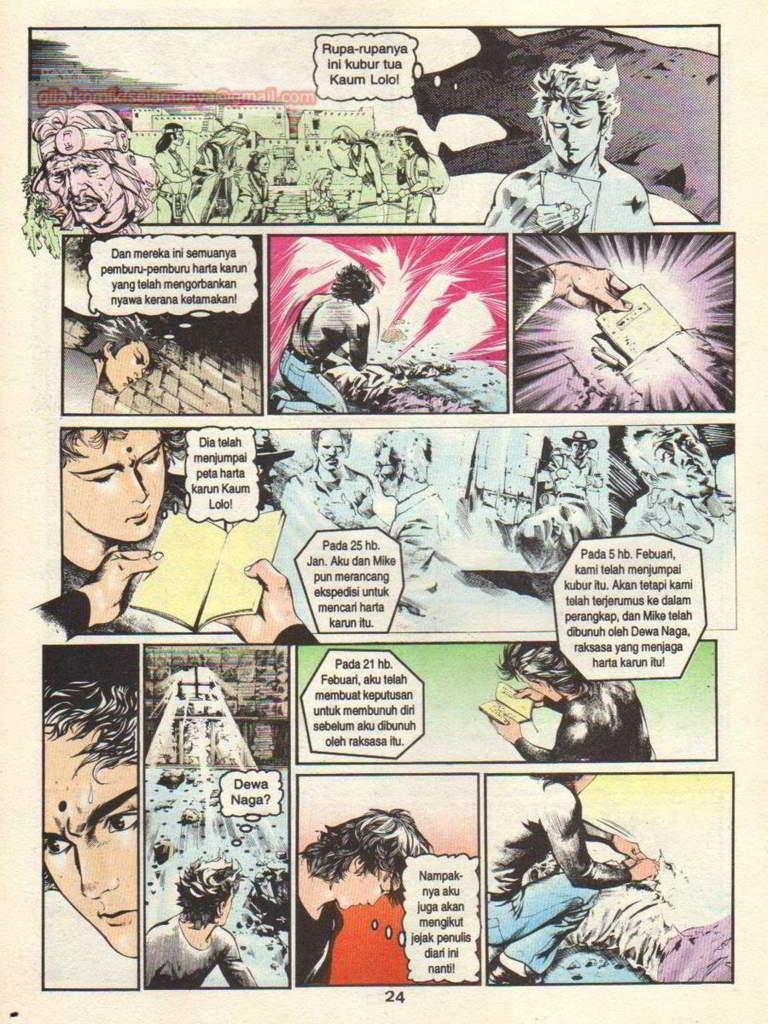 Rupa-rupanya
ini kubur tua
Kaum Lolo!
Dan mereka ini semuanya
pemburu-pemburu harta karun
yang telah mengorbankan
nyawa kerana ketamakan!
Dia telah
menjumpai
peta harta
karun Kaum
Lolo!
Pada 25 hb.
Jan. Aku dan Mike
pun merancang
ekspedisi untuk
mencari harta
karun itu.
Pada 5 hb. Febuari,
kami telah menjumpai
kubur itu. Akan tetapi kami
telah terjerumus ke dalam
perangkap, dan Mike telah
dibunuh oleh Dewa Naga,
raksasa yang menjaga
harta karun itu!
Pada 21 hb.
Febuari, aku telah
membuat keputusan
untuk membunuh diri
sebelum aku dibunuh
oleh raksasa itu.
Dewa
Naga?
Nampak-
nya aku
juga akan
mengikut
jejak penulis
diari ini
nanti!
24